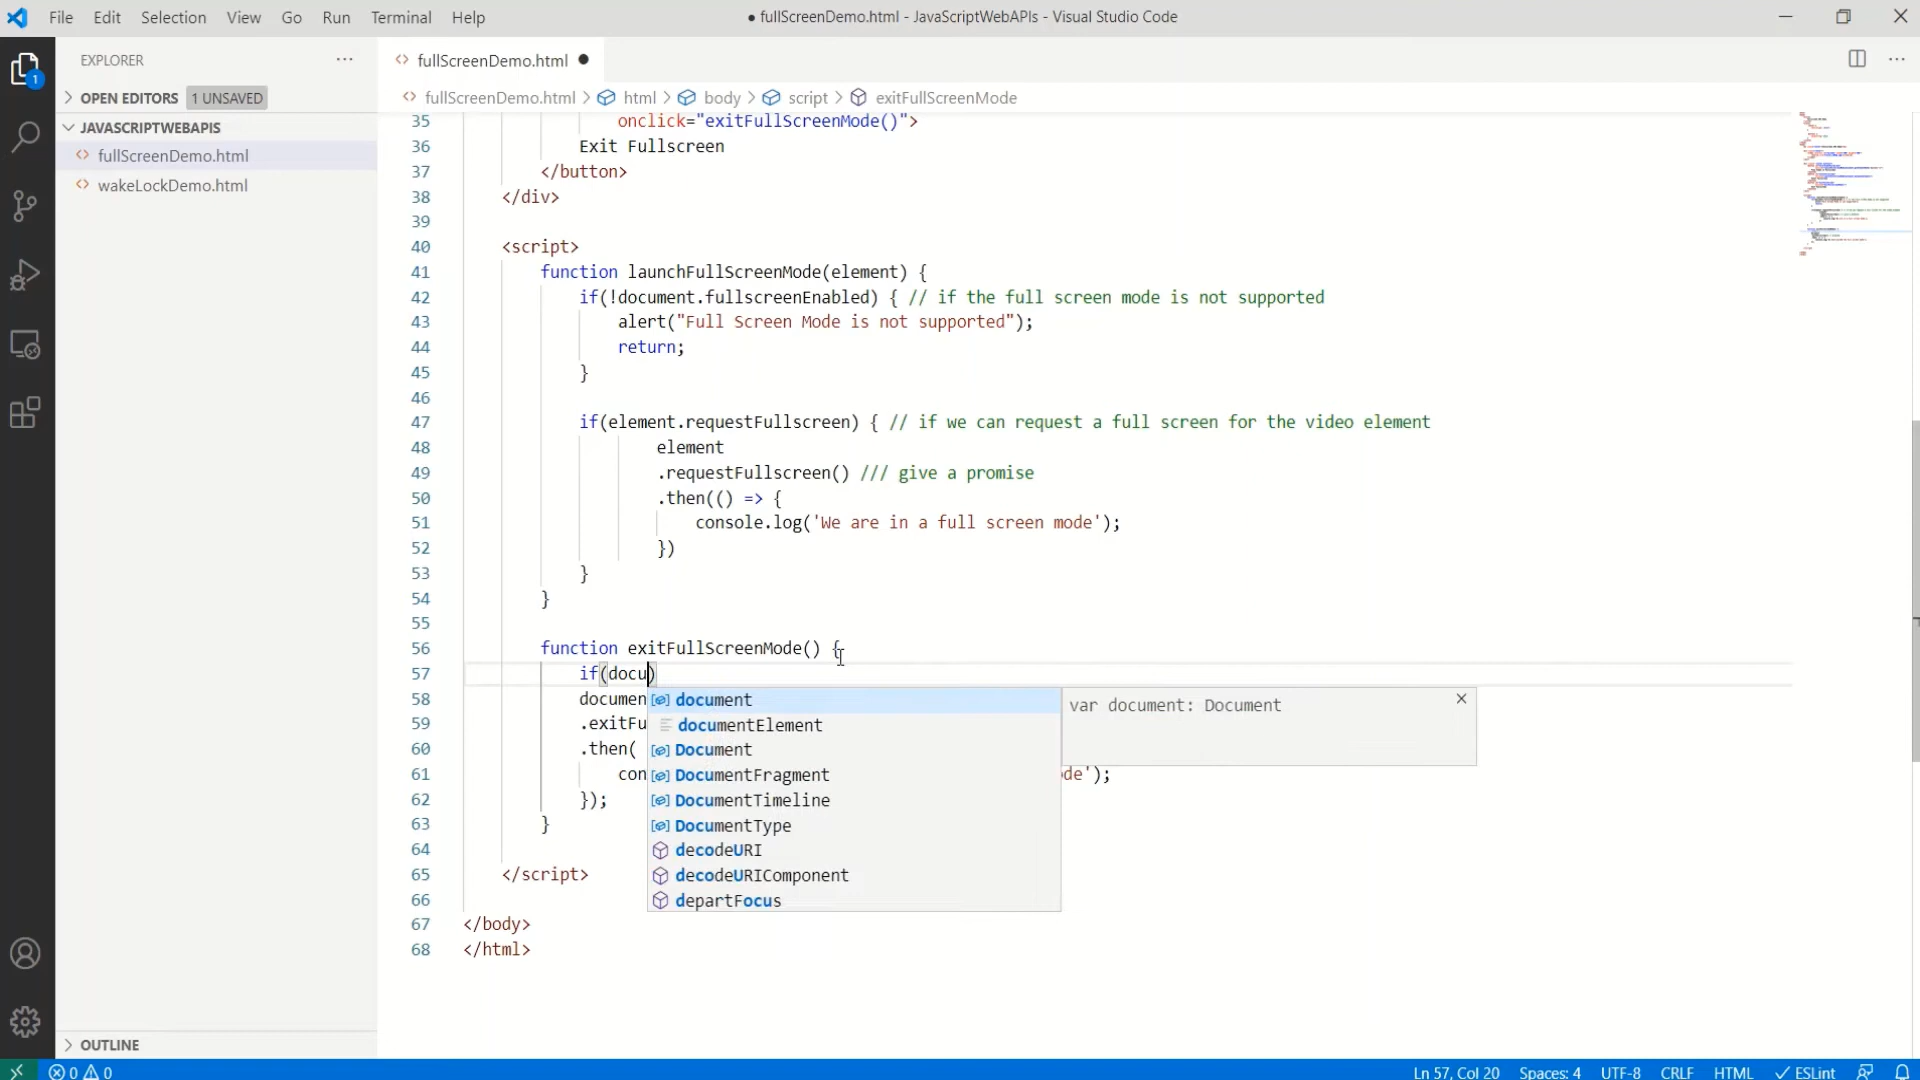 File Edit Selection View Go Run Terminal Help
● fullScreenDemo.html - JavaScriptWebAPIs - Visual Studio Code
EXPLORER
OPEN EDITORS 1 UNSAVED
JAVASCRIPTWEBAPIS
fullScreenDemo.html
wakeLockDemo.html
OUTLINE
1
fullScreenDemo.html ●
fullScreenDemo.html > html > body > script > exitFullScreenMode
35 onclick="exitFullScreenMode()">
36 Exit Fullscreen
37 </button>
38 </div>
39
40 <script>
41 function launchFullScreenMode(element) {
42 if(!document.fullscreenEnabled) { // if the full screen mode is not supported
43 alert("Full Screen Mode is not supported");
44 return;
45 }
46
47 if(element.requestFullscreen) { // if we can request a full screen for the video element
48 element
49 .requestFullscreen() /// give a promise
50 .then(() => {
51 console.log('We are in a full screen mode');
52 })
53 }
54 }
55
56 function exitFullScreenMode() {
57 if(docu)
58 documen
59 .exitFu
60 .then(
61 con de');
62 });
63 }
64
65 </script>
66
67 </body>
68 </html>
document
documentElement
Document
DocumentFragment
DocumentTimeline
DocumentType
decodeURI
decodeURIComponent
departFocus
var document: Document
0 0
Ln 57, Col 20 Spaces: 4 UTF-8 CRLF HTML ESLint